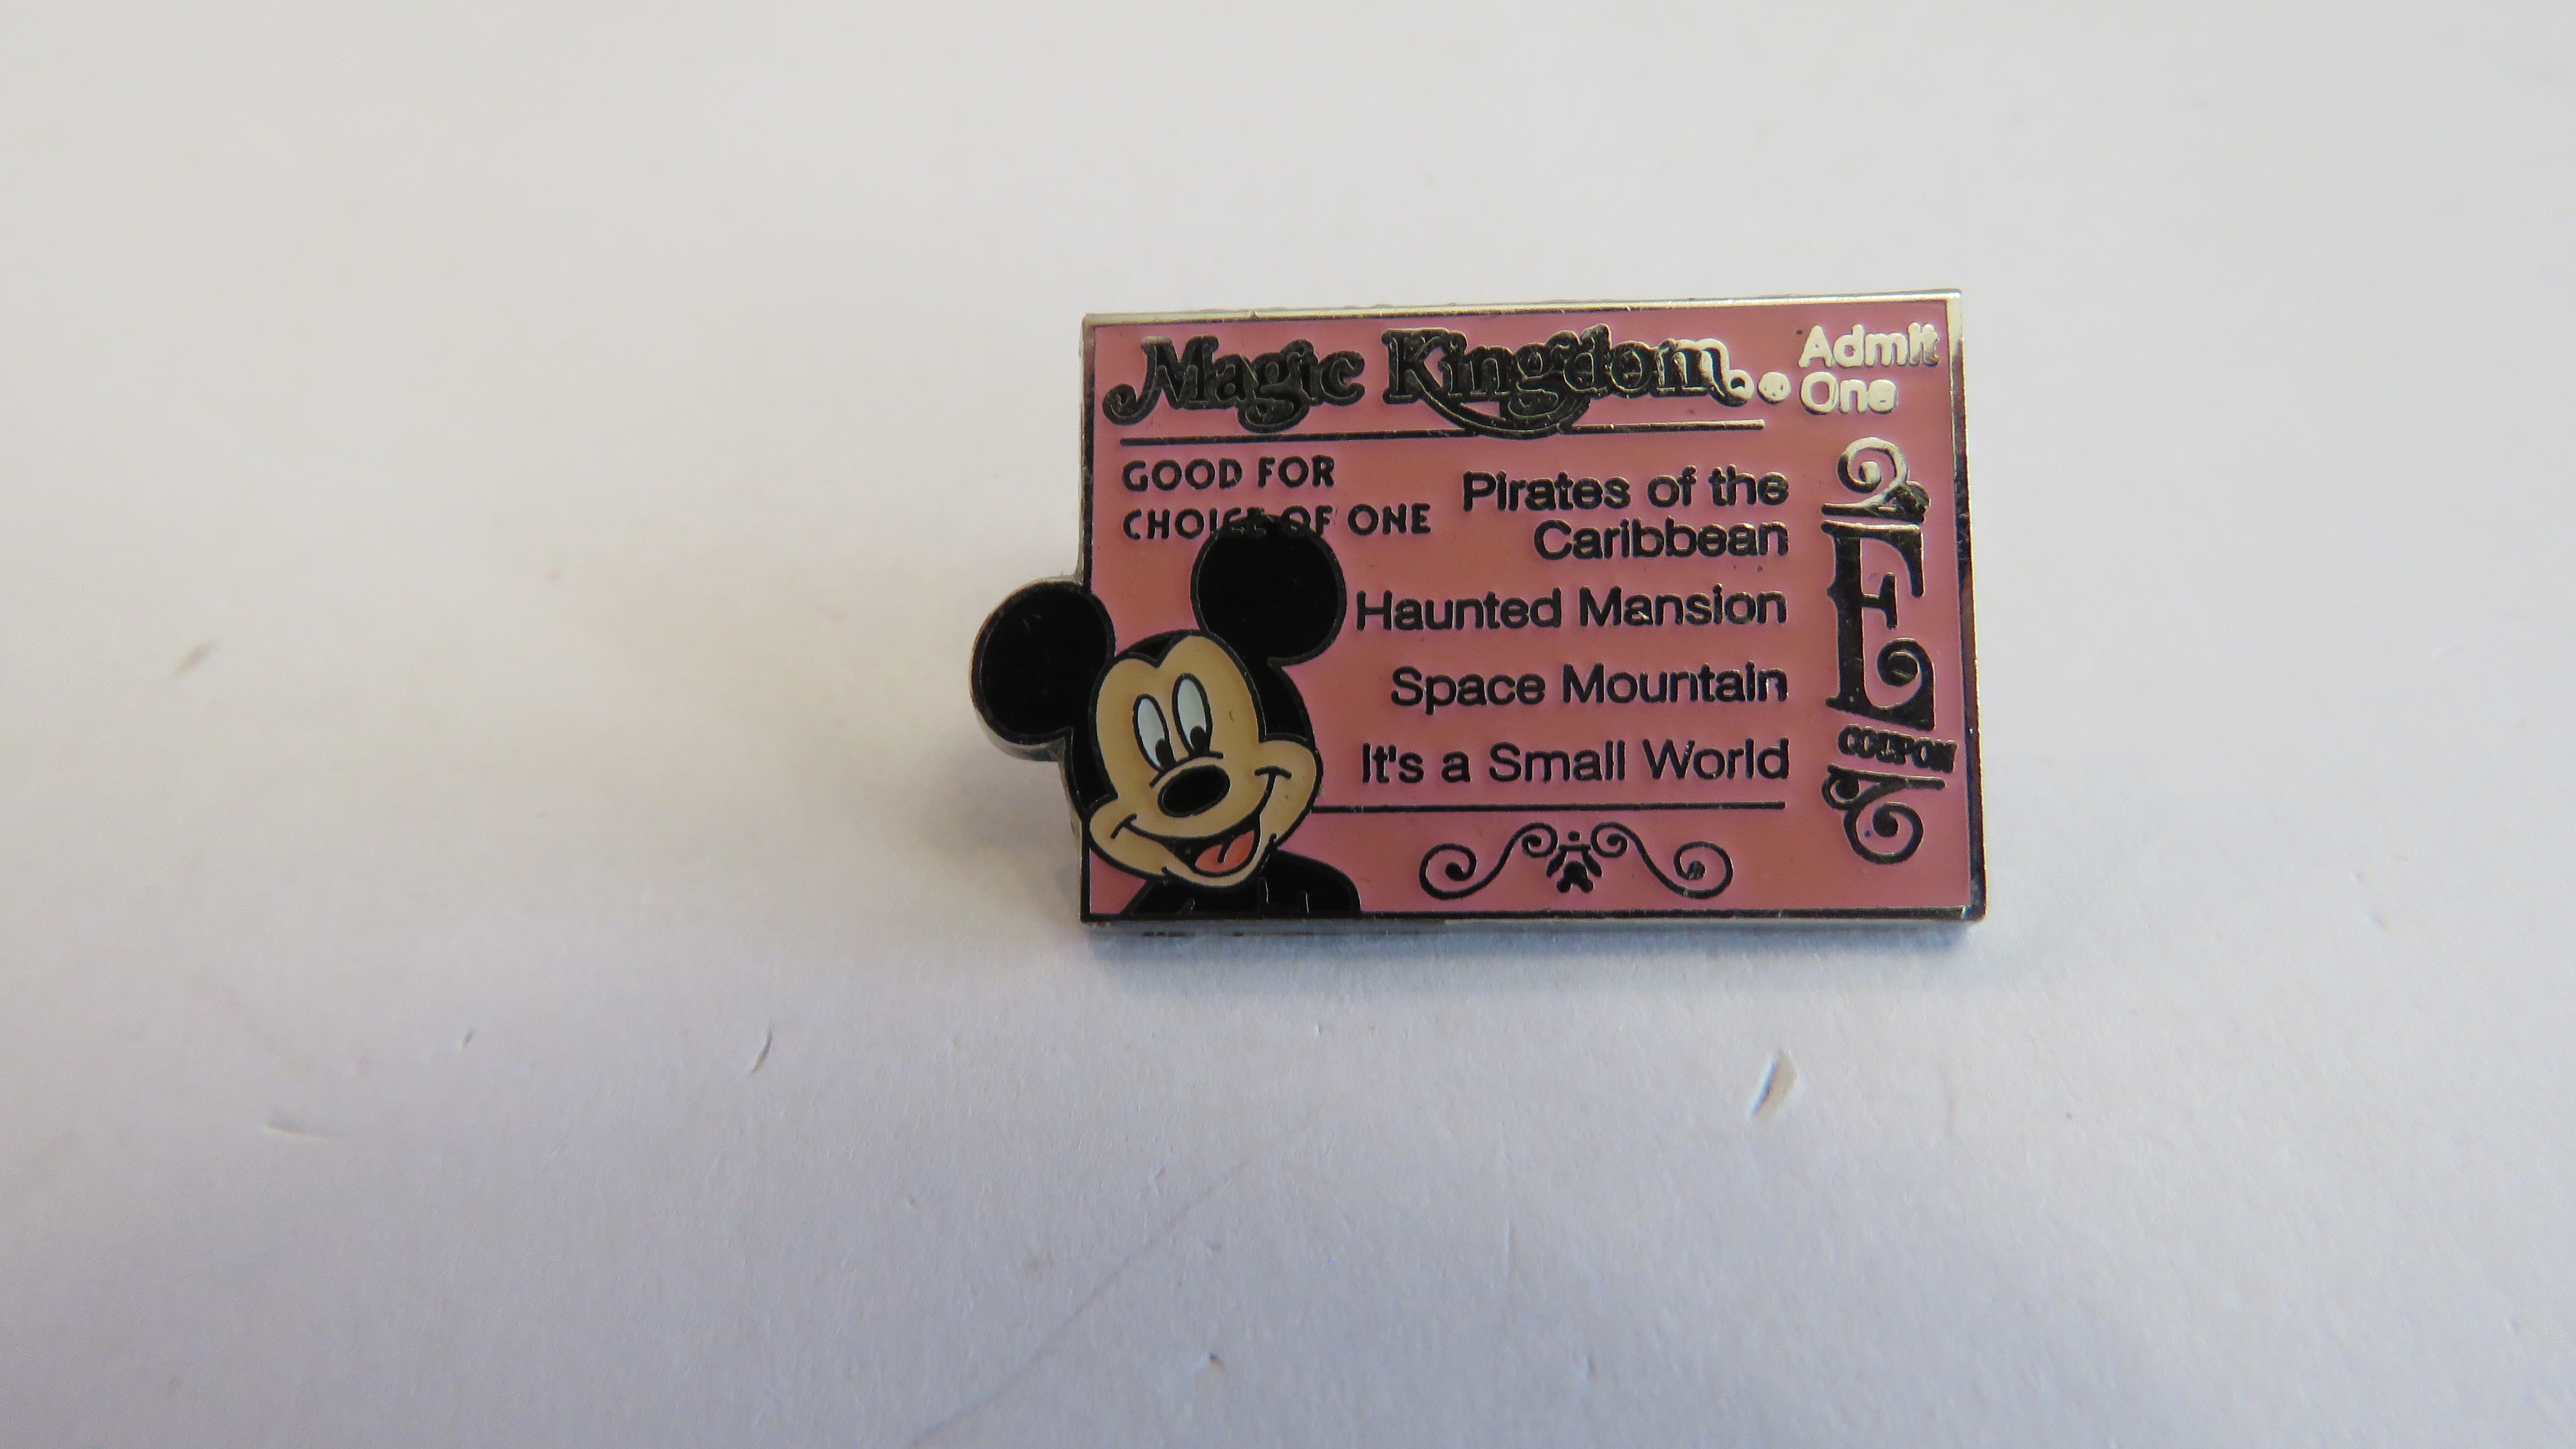 Magic Kingdom
Admit
One
GOOD FOR
CHOICE OF ONE
Pirates of the
Caribbean
Haunted Mansion
Space Mountain
It's a Small World
E
COUPON